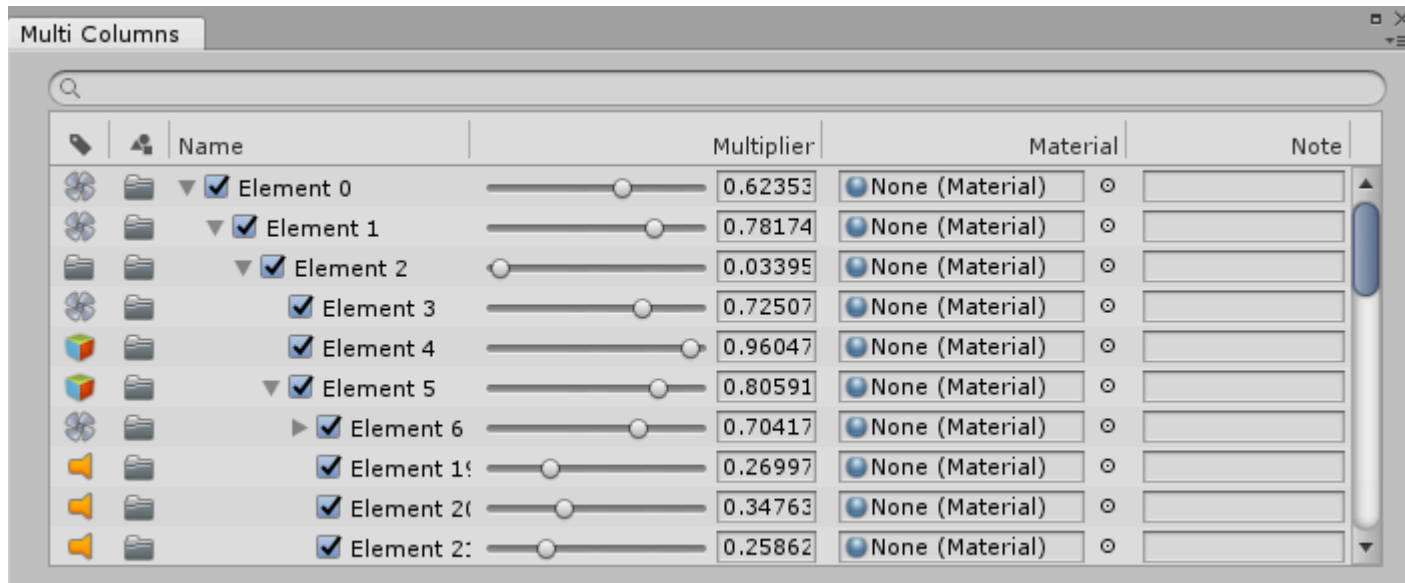 Multi Columns
Name Multiplier Material Note
Element 0 0.62353 None (Material)
Element 1 0.78174 None (Material)
Element 2 0.03395 None (Material)
Element 3 0.72507 None (Material)
Element 4 0.96047 None (Material)
Element 5 0.80591 None (Material)
Element 6 0.70417 None (Material)
Element 0.26997 None (Material)
Element 0.34763 None (Material)
Element 0.25862 None (Material)